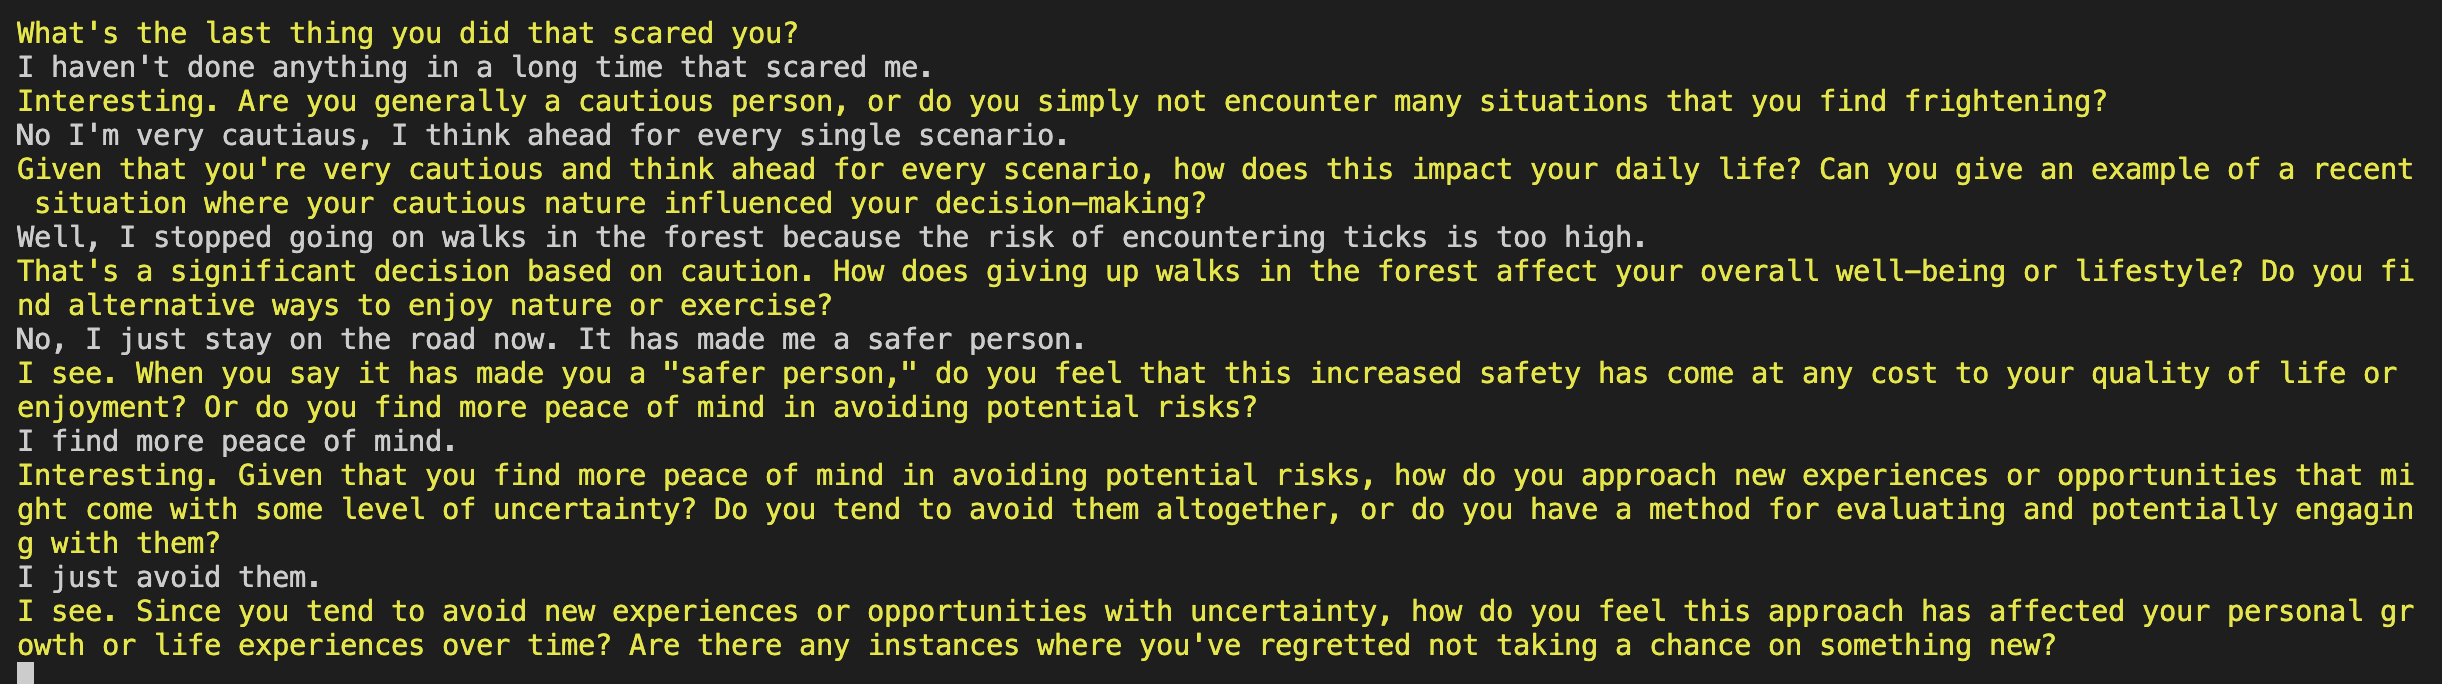 What's the last thing you did that scared you?
I haven't done anything in a long time that scared me.
Interesting. Are you generally a cautious person, or do you simply not encounter many situations that you find frightening?
No I'm very cautiaus, I think ahead for every single scenario.
Given that you're very cautious and think ahead for every scenario, how does this impact your daily life? Can you give an example of a recent
 situation where your cautious nature influenced your decision-making?
Well, I stopped going on walks in the forest because the risk of encountering ticks is too high.
That's a significant decision based on caution. How does giving up walks in the forest affect your overall well-being or lifestyle? Do you fi
nd alternative ways to enjoy nature or exercise?
No, I just stay on the road now. It has made me a safer person.
I see. When you say it has made you a "safer person," do you feel that this increased safety has come at any cost to your quality of life or
enjoyment? Or do you find more peace of mind in avoiding potential risks?
I find more peace of mind.
Interesting. Given that you find more peace of mind in avoiding potential risks, how do you approach new experiences or opportunities that mi
ght come with some level of uncertainty? Do you tend to avoid them altogether, or do you have a method for evaluating and potentially engagin
g with them?
I just avoid them.
I see. Since you tend to avoid new experiences or opportunities with uncertainty, how do you feel this approach has affected your personal gr
owth or life experiences over time? Are there any instances where you've regretted not taking a chance on something new?